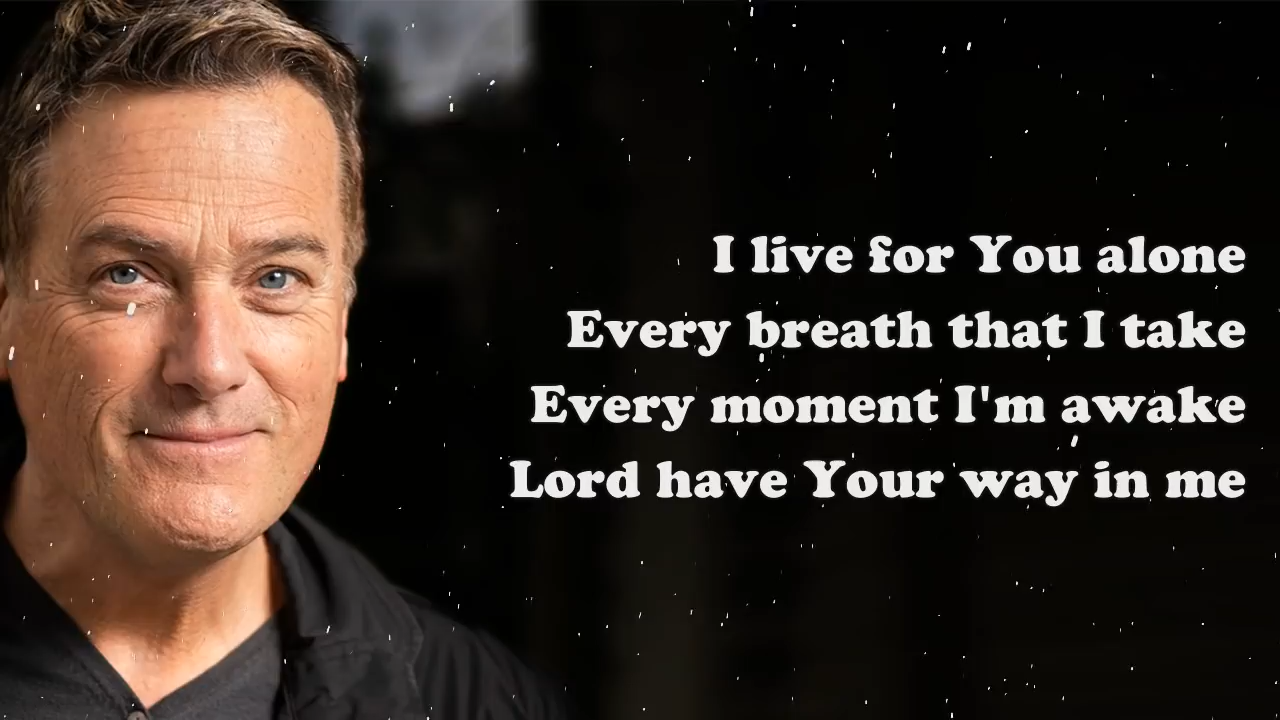 I live for You alone
Every breath that I take
Every moment I'm awake
Lord have Your way in me